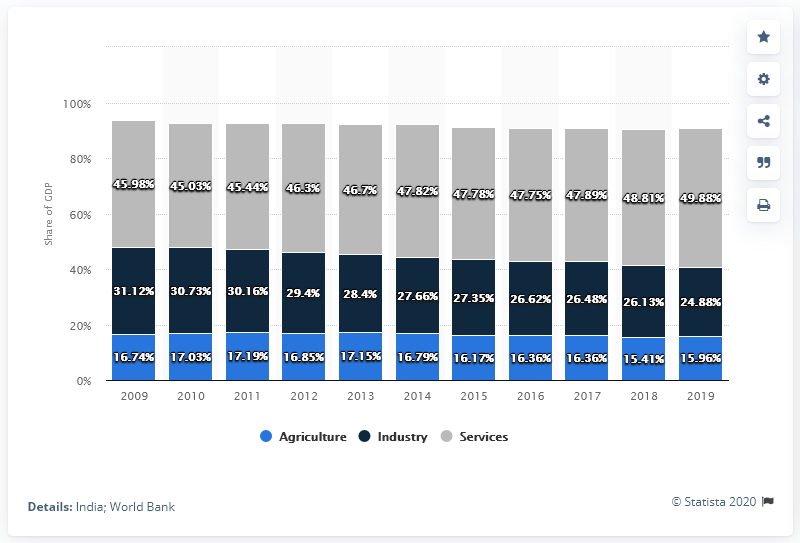 100%
80%
60%
40%
20%
0%
Share of GDP
45.98% 45.03% 45.44% 46.3% 46.7% 47.82% 47.78% 47.75% 47.89% 48.81% 49.88%
31.12% 30.73% 30.16% 29.4% 28.4% 27.66% 27.35% 26.62% 26.48% 26.13% 24.88%
16.74% 17.03% 17.19% 16.85% 17.15% 16.79% 16.17% 16.36% 16.36% 15.41% 15.96%
2009 2010 2011 2012 2013 2014 2015 2016 2017 2018 2019
Agriculture Industry Services
Details: India; World Bank
© Statista 2020